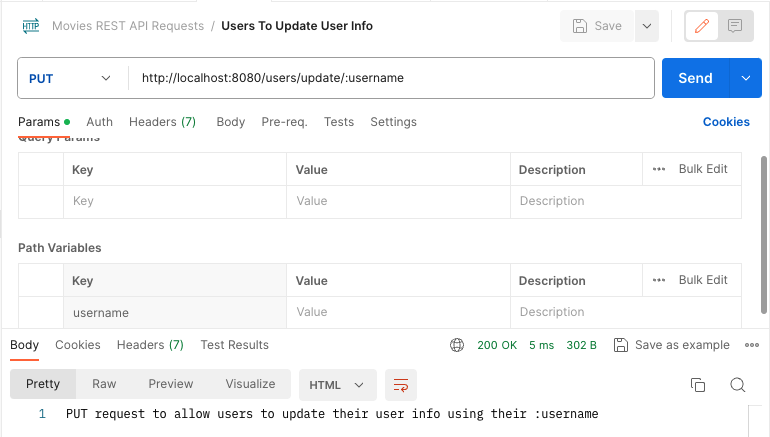 HTTP Movies REST API Requests / Users To Update User Info Save
PUT http://localhost:8080/users/update/:username Send
Params Auth Headers (7) Body Pre-req. Tests Settings Cookies
Query Params
Key Value Description ••• Bulk Edit
Key Value Description
Path Variables
Key Value Description ••• Bulk Edit
username Value Description
Body Cookies Headers (7) Test Results 200 OK 5 ms 302 B Save as example •••
Pretty Raw Preview Visualize HTML
1 PUT request to allow users to update their user info using their :username